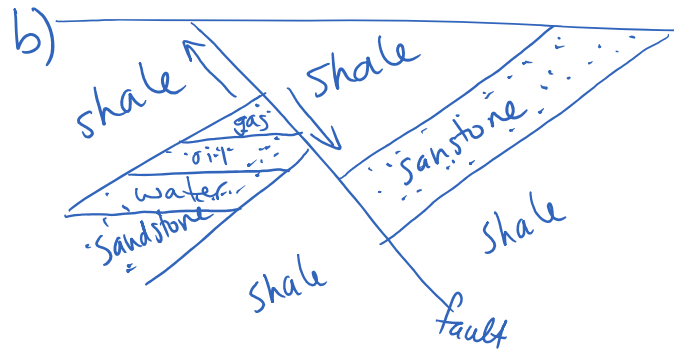 b)
shale
shale
gas
oil
water
sandstone
sanstone
shale
shale
fault